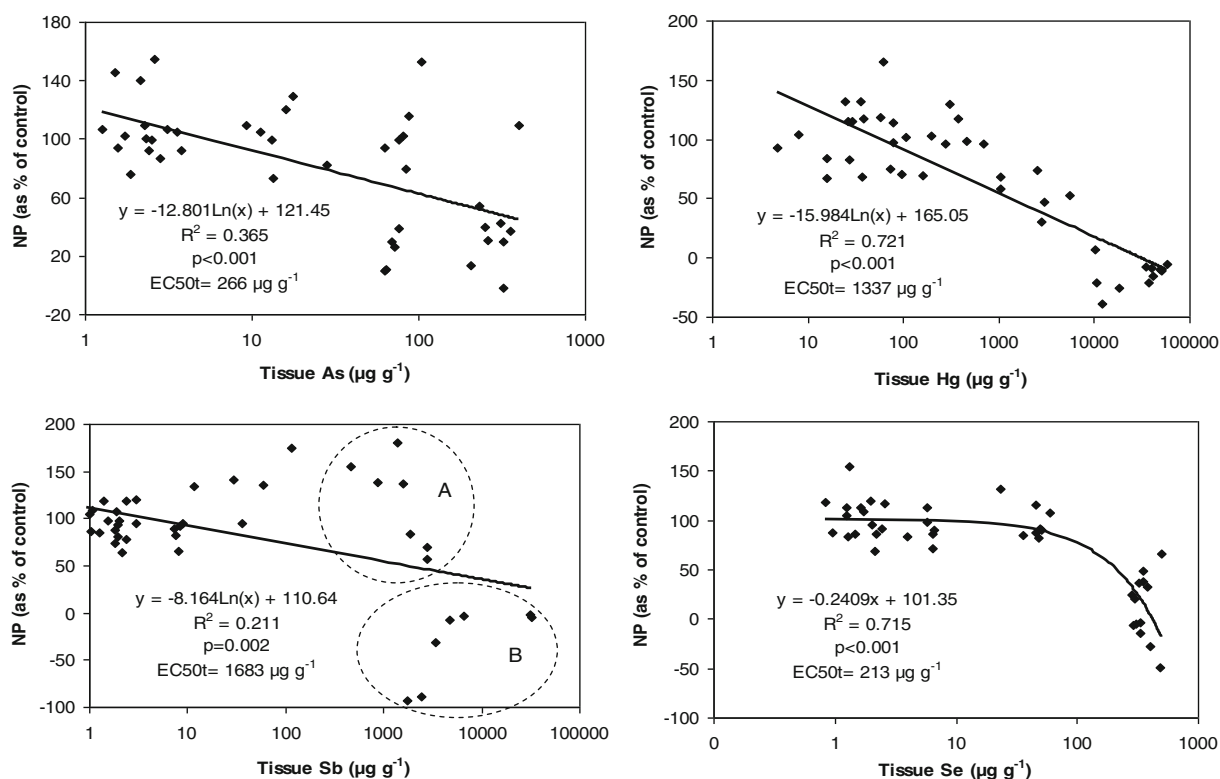 NP (as % of control)
180
140
100
60
20
-20
y = -12.801Ln(x) + 121.45
R² = 0.365
p<0.001
EC50t= 266 µg g⁻¹
1 10 100 1000
Tissue As (µg g⁻¹)
NP (as % of control)
200
150
100
50
0
-50
y = -15.984Ln(x) + 165.05
R² = 0.721
p<0.001
EC50t= 1337 µg g⁻¹
1 10 100 1000 10000 100000
Tissue Hg (µg g⁻¹)
NP (as % of control)
200
150
100
50
0
-50
-100
A
y = -8.164Ln(x) + 110.64
R² = 0.211
p=0.002
EC50t= 1683 µg g⁻¹
B
1 10 100 1000 10000 100000
Tissue Sb (µg g⁻¹)
NP (as % of control)
200
150
100
50
0
-50
-100
y = -0.2409x + 101.35
R² = 0.715
p<0.001
EC50t= 213 µg g⁻¹
0 1 10 100 1000
Tissue Se (µg g⁻¹)